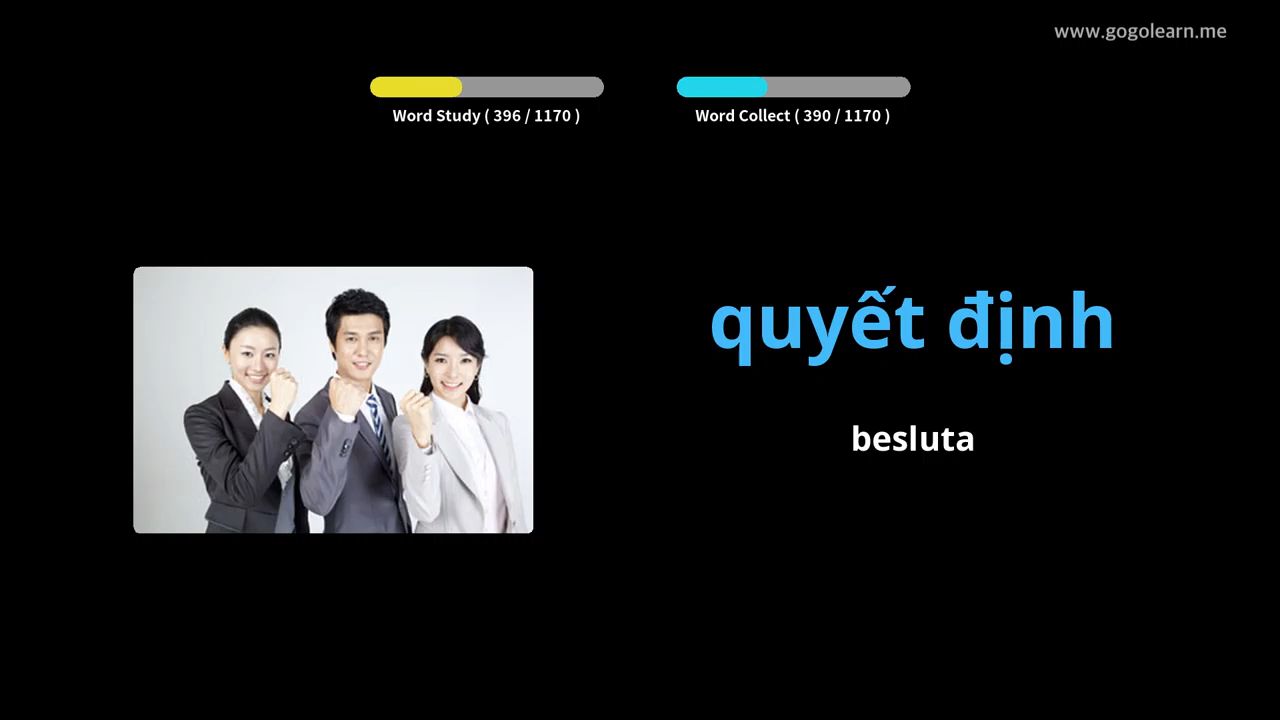 www.gogolearn.me
Word Study ( 396 / 1170 )
Word Collect ( 390 / 1170 )
quyết định
besluta